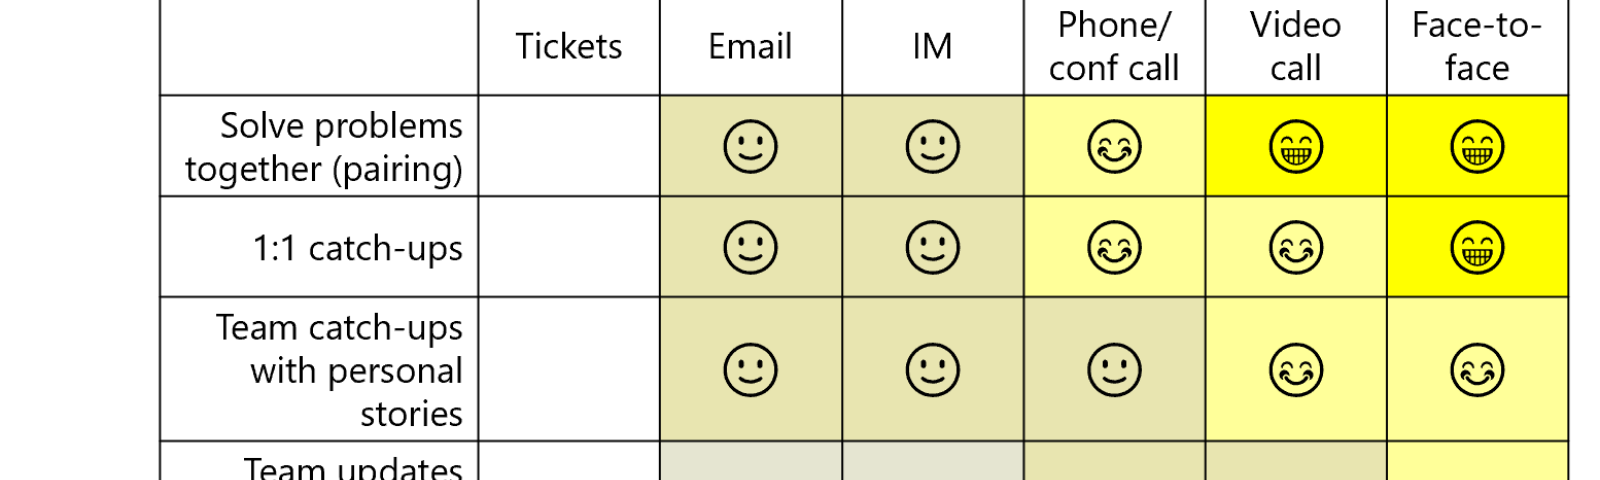 Tickets
Email
IM
Phone/
conf call
Video
call
Face-to-
face
Solve problems
together (pairing)
1:1 catch-ups
Team catch-ups
with personal
stories
Team updates